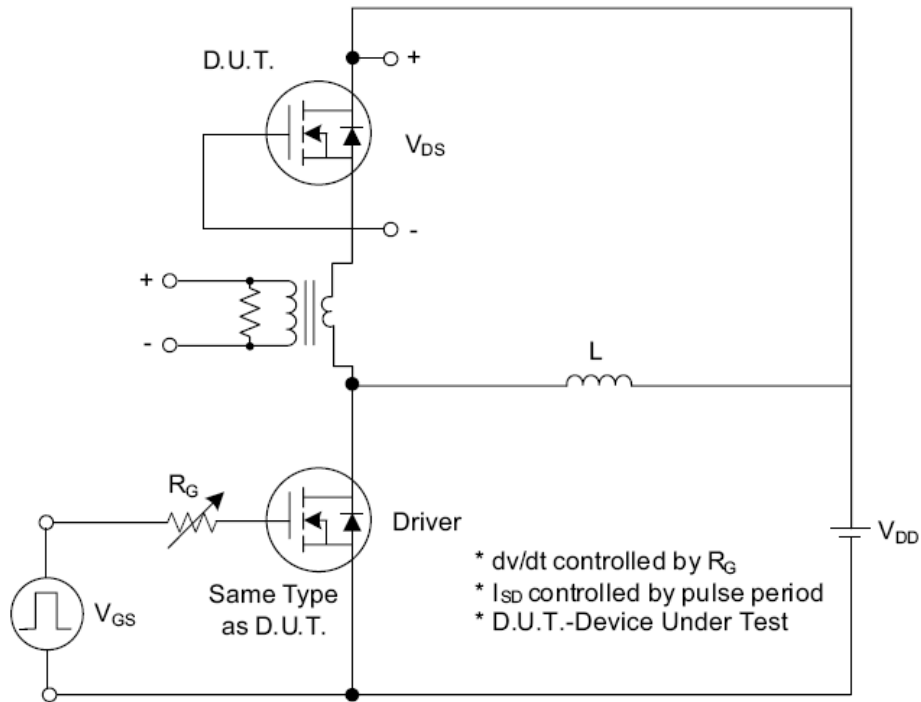 D.U.T.
+
V_DS
-
+
-
L
R_G
Driver
V_DD
V_GS
Same Type
as D.U.T.
* dv/dt controlled by R_G
* I_SD controlled by pulse period
* D.U.T.-Device Under Test